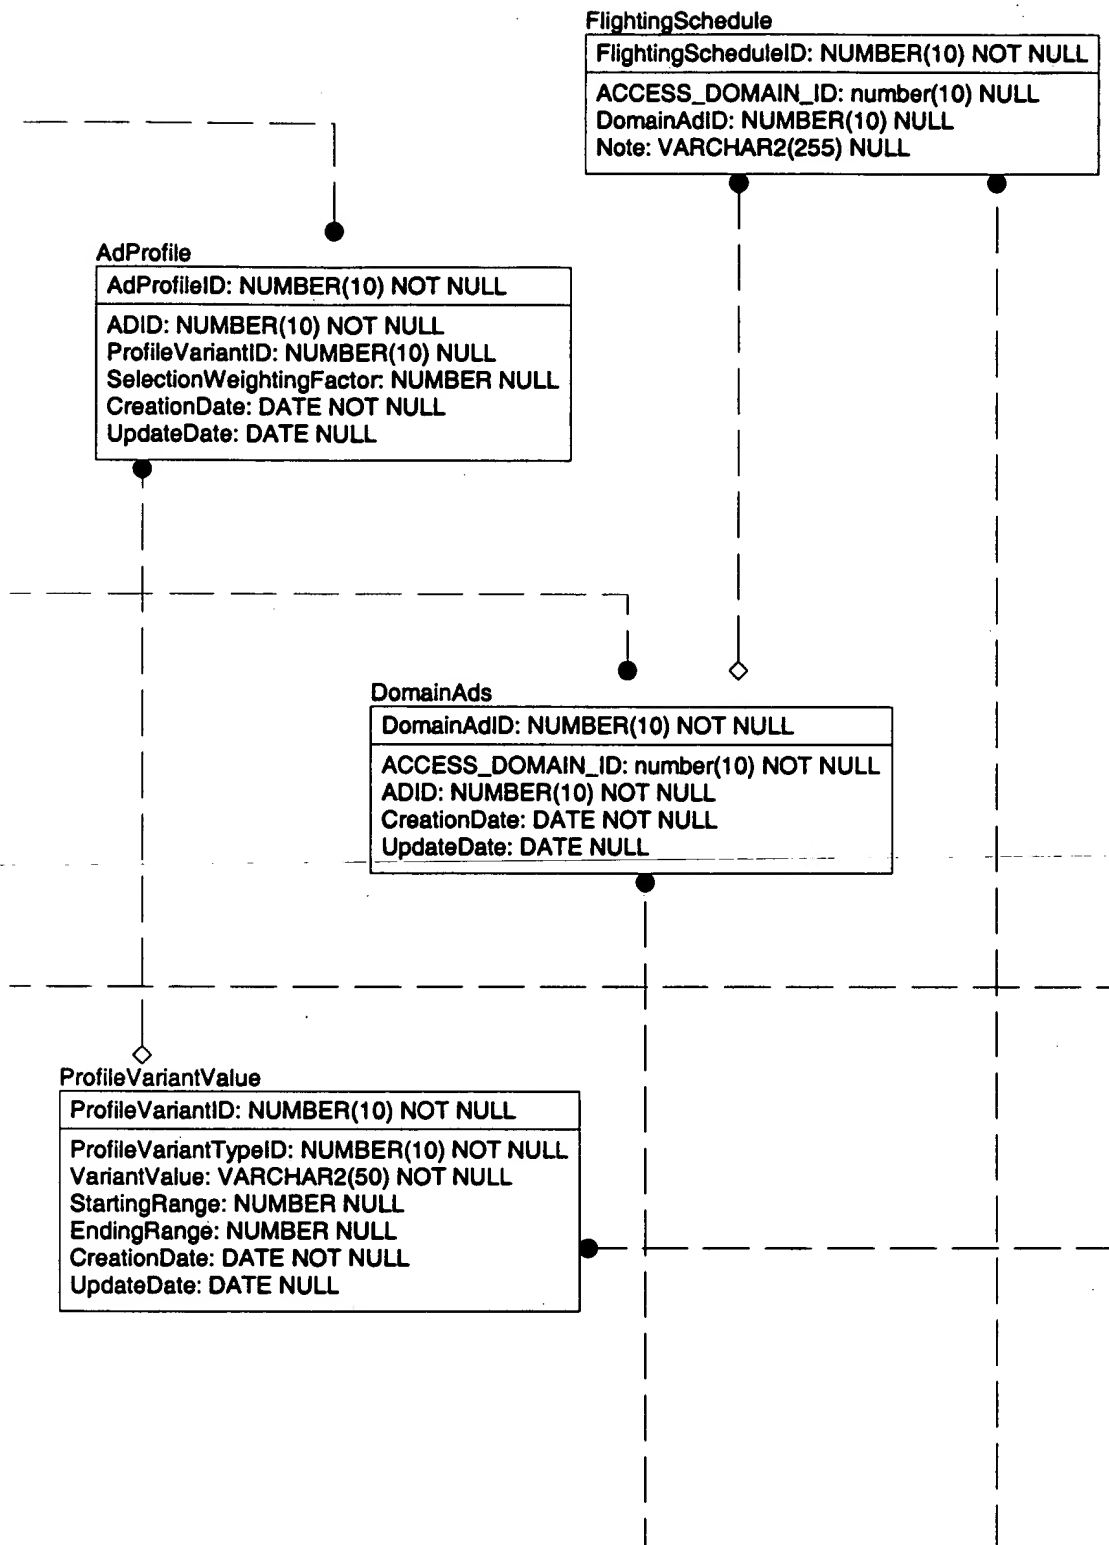 FlightingSchedule
FlightingScheduleID: NUMBER(10) NOT NULL
ACCESS_DOMAIN_ID: number(10) NULL
DomainAdID: NUMBER(10) NULL
Note: VARCHAR2(255) NULL
AdProfile
AdProfileID: NUMBER(10) NOT NULL
ADID: NUMBER(10) NOT NULL
ProfileVariantID: NUMBER(10) NULL
SelectionWeightingFactor: NUMBER NULL
CreationDate: DATE NOT NULL
UpdateDate: DATE NULL
DomainAds
DomainAdID: NUMBER(10) NOT NULL
ACCESS_DOMAIN_ID: number(10) NOT NULL
ADID: NUMBER(10) NOT NULL
CreationDate: DATE NOT NULL
UpdateDate: DATE NULL
ProfileVariantValue
ProfileVariantID: NUMBER(10) NOT NULL
ProfileVariantTypeID: NUMBER(10) NOT NULL
VariantValue: VARCHAR2(50) NOT NULL
StartingRange: NUMBER NULL
EndingRange: NUMBER NULL
CreationDate: DATE NOT NULL
UpdateDate: DATE NULL